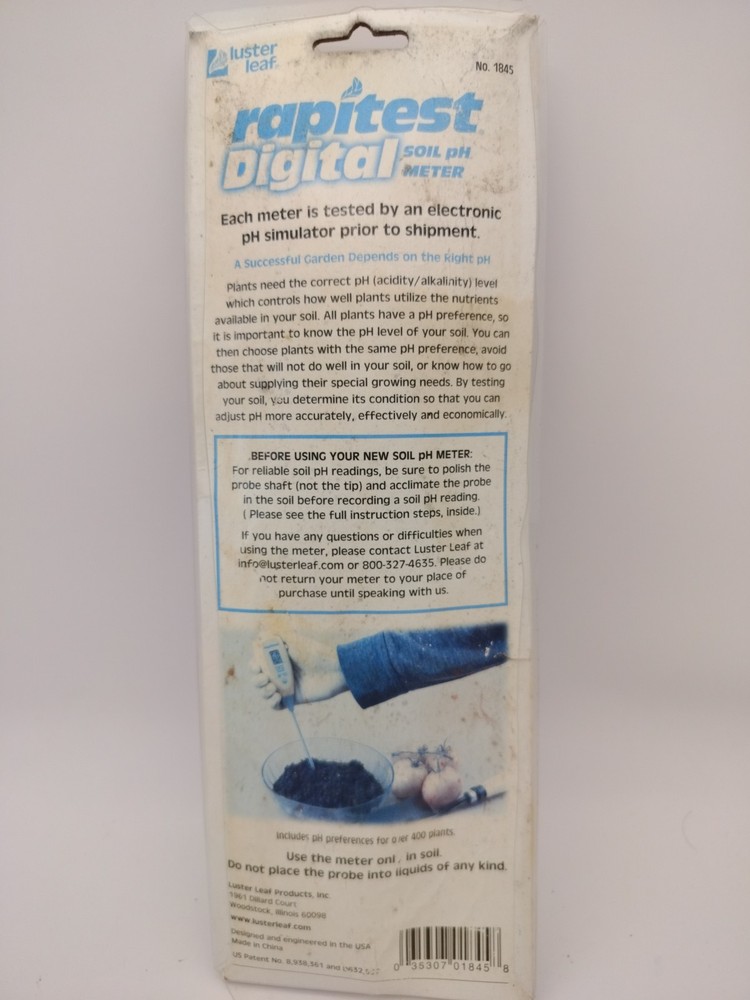 luster
leaf
No. 1845
rapitest
Digital SOIL pH
METER
Each meter is tested by an electronic
pH simulator prior to shipment.
A Successful Garden Depends on the Right pH
Plants need the correct pH (acidity/alkalinity) level
which controls how well plants utilize the nutrients
available in your soil. All plants have a pH preference, so
it is important to know the pH level of your soil. You can
then choose plants with the same pH preference, avoid
those that will not do well in your soil, or know how to go
about supplying their special growing needs. By testing
your soil, you determine its condition so that you can
adjust pH more accurately, effectively and economically.
BEFORE USING YOUR NEW SOIL pH METER:
For reliable soil pH readings, be sure to polish the
probe shaft (not the tip) and acclimate the probe
in the soil before recording a soil pH reading.
( Please see the full instruction steps, inside.)
If you have any questions or difficulties when
using the meter, please contact Luster Leaf at
info@lusterleaf.com or 800-327-4635. Please do
not return your meter to your place of
purchase until speaking with us.
Includes pH preferences for over 400 plants.
Use the meter only in soil.
Do not place the probe into liquids of any kind.
Luster Leaf Products, Inc.
1961 Dillard Court
Woodstock, Illinois 60098
www.lusterleaf.com
Designed and engineered in the USA
Made in China
US Patent No. 8,938,361 and
0 35307 01845 8